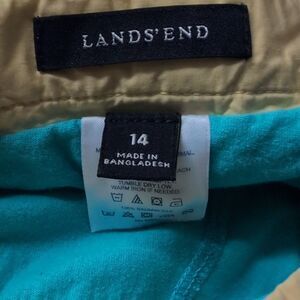 LANDS' END
14
MADE IN
BANGLADESH
TUMBLE DRY LOW
WARM IRON IF NEEDED